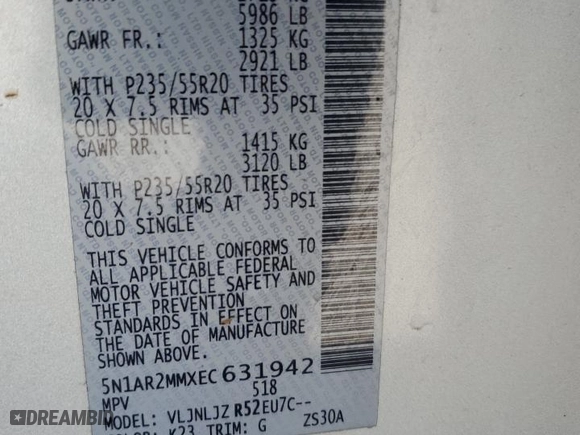 5986 LB
GAWR FR.: 1325 KG
2921 LB
WITH P235/55R20 TIRES
20 X 7.5 RIMS AT 35 PSI
COLD SINGLE
GAWR RR.: 1415 KG
3120 LB
WITH P235/55R20 TIRES
20 X 7.5 RIMS AT 35 PSI
COLD SINGLE
THIS VEHICLE CONFORMS TO
ALL APPLICABLE FEDERAL
MOTOR VEHICLE SAFETY AND
THEFT PREVENTION
STANDARDS IN EFFECT ON
THE DATE OF MANUFACTURE
SHOWN ABOVE.
5N1AR2MMXEC631942
MPV 518
MODEL: VLJNLJZ R52EU7C--
K23 TRIM: G ZS30A
DREAMBID